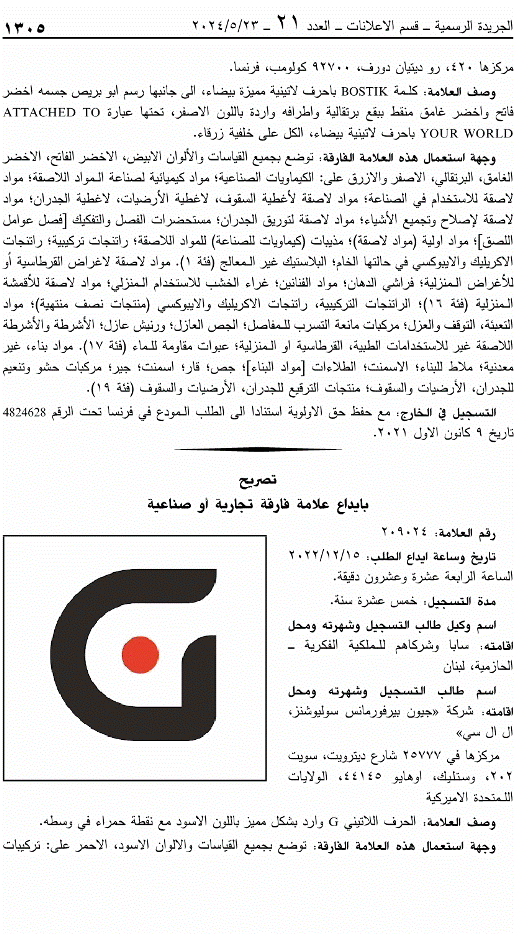 الجريدة الرسمية ــ قسم الاعلانات ــ العدد ٢١ ــ ٢٠٢٤/٥/٢٣
١٣٠٥
مركزها ٤٢٠، رو ديتيان دورف، ٩٢٧٠٠ كولومب، فرنسا.
وصف العلامة: كلمة BOSTIK باحرف لاتينية مميزة بيضاء، الى جانبها رسم ابو بريص جسمه اخضر
فاتح واخضر غامق منقط ببقع برتقالية واطرافه واردة باللون الاصفر، تحتها عبارة ATTACHED TO
YOUR WORLD باحرف لاتينية بيضاء، الكل على خلفية زرقاء.
وجهة استعمال هذه العلامة الفارقة: توضع بجميع القياسات والألوان الابيض، الاخضر الفاتح، الاخضر
الغامق، البرتقالي، الاصفر والازرق على: الكيماويات الصناعية؛ مواد كيميائية لصناعة المواد اللاصقة؛ مواد
لاصقة للاستخدام في الصناعة؛ مواد لاصقة لأغطية السقوف، لاغطية الأرضيات، لاغطية الجدران؛ مواد
لاصقة لإصلاح وتجميع الأشياء؛ مواد لاصقة لتوريق الجدران؛ مستحضرات الفصل والتفكيك [فصل عوامل
اللصق]؛ مواد اولية (مواد لاصقة)؛ مذيبات (كيماويات للصناعة) للمواد اللاصقة؛ راتنجات تركيبية؛ راتنجات
الاكريليك والايبوكسي في حالتها الخام؛ البلاستيك غير المعالج (فئة ١). مواد لاصقة لاغراض القرطاسية أو
للأغراض المنزلية؛ فراشي الدهان؛ مواد الفنانين؛ غراء الخشب للاستخدام المنزلي؛ مواد لاصقة للأقمشة
المنزلية (فئة ١٦)؛ الراتنجات التركيبية، راتنجات الاكريليك والايبوكسي (منتجات نصف منتهية)؛ مواد
التعبئة، التوقف والعزل؛ مركبات مانعة التسرب للمفاصل؛ الجص العازل؛ ورنيش عازل؛ الأشرطة والأشرطة
اللاصقة غير للاستخدامات الطبية، القرطاسية او المنزلية؛ عبوات مقاومة للماء (فئة ١٧). مواد بناء، غير
معدنية؛ ملاط للبناء؛ الاسمنت؛ الطلاءات [مواد البناء]؛ جص؛ قار؛ اسمنت؛ جير؛ مركبات حشو وتنعيم
للجدران، الأرضيات والسقوف؛ منتجات الترقيع للجدران، الأرضيات والسقوف (فئة ١٩).
التسجيل في الخارج: مع حفظ حق الاولوية استنادا الى الطلب المودع في فرنسا تحت الرقم 4824628
تاريخ ٩ كانون الاول ٢٠٢١.
تصريح
بايداع علامة فارقة تجارية أو صناعية
رقم العلامة: ٢٠٩٠٢٤
تاريخ وساعة ايداع الطلب: ٢٠٢٢/١٢/١٥
الساعة الرابعة عشرة وعشرون دقيقة.
مدة التسجيل: خمس عشرة سنة.
اسم وكيل طالب التسجيل وشهرته ومحل
اقامته: سابا وشركاهم للملكية الفكرية ــ
الحازمية، لبنان
اسم طالب التسجيل وشهرته ومحل
اقامته: شركة «جيون بيرفورمانس سوليوشنز،
ال ال سي»
مركزها في ٢٥٧٧٧ شارع ديترويت، سويت
٢٠٢، وستليك، اوهايو ٤٤١٤٥، الولايات
المتحدة الاميركية
وصف العلامة: الحرف اللاتيني G وارد بشكل مميز باللون الاسود مع نقطة حمراء في وسطه.
وجهة استعمال هذه العلامة الفارقة: توضع بجميع القياسات والالوان الاسود، الاحمر على: تركيبات